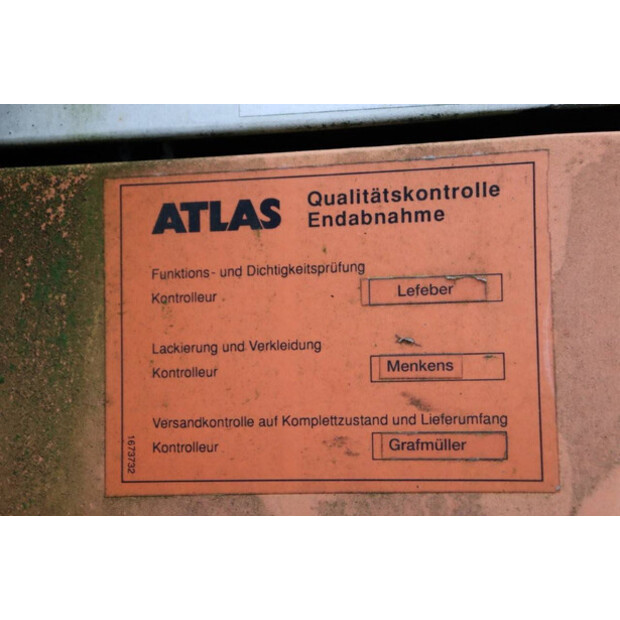 ATLAS Qualitätskontrolle
Endabnahme
Funktions- und Dichtigkeitsprüfung
Kontrolleur Lefeber
Lackierung und Verkleidung
Kontrolleur Menkens
Versandkontrolle auf Komplettzustand und Lieferumfang
Kontrolleur Grafmüller
1673732